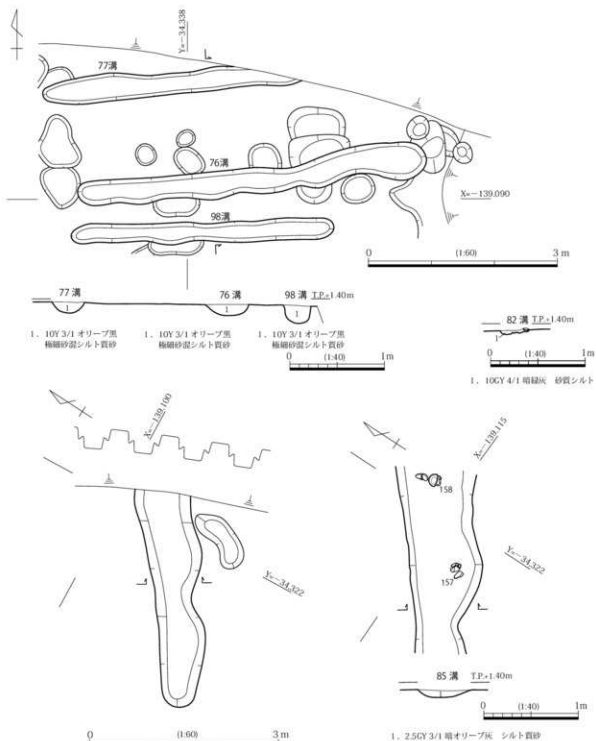 Y=-34,338
77溝
76溝
X=-139,090
98溝
0 (1:60) 3 m
77 溝 76 溝 98 溝 T.P.+1.40m
1 1 1
1. 10Y 3/1 オリーブ黒
極細砂混シルト質砂
1. 10Y 3/1 オリーブ黒
極細砂混シルト質砂
1. 10Y 3/1 オリーブ黒
極細砂混シルト質砂
0 (1:40) 1m
82 溝 T.P.+1.40m
1
0 (1:40) 1m
1. 10GY 4/1 暗緑灰 砂質シルト
X=-139,100
Y=-34,322
0 (1:60) 3 m
X=-139,115
158
Y=-34,322
157
85 溝 T.P.+1.40m
1
0 (1:40) 1m
1. 2.5GY 3/1 暗オリーブ灰 シルト質砂